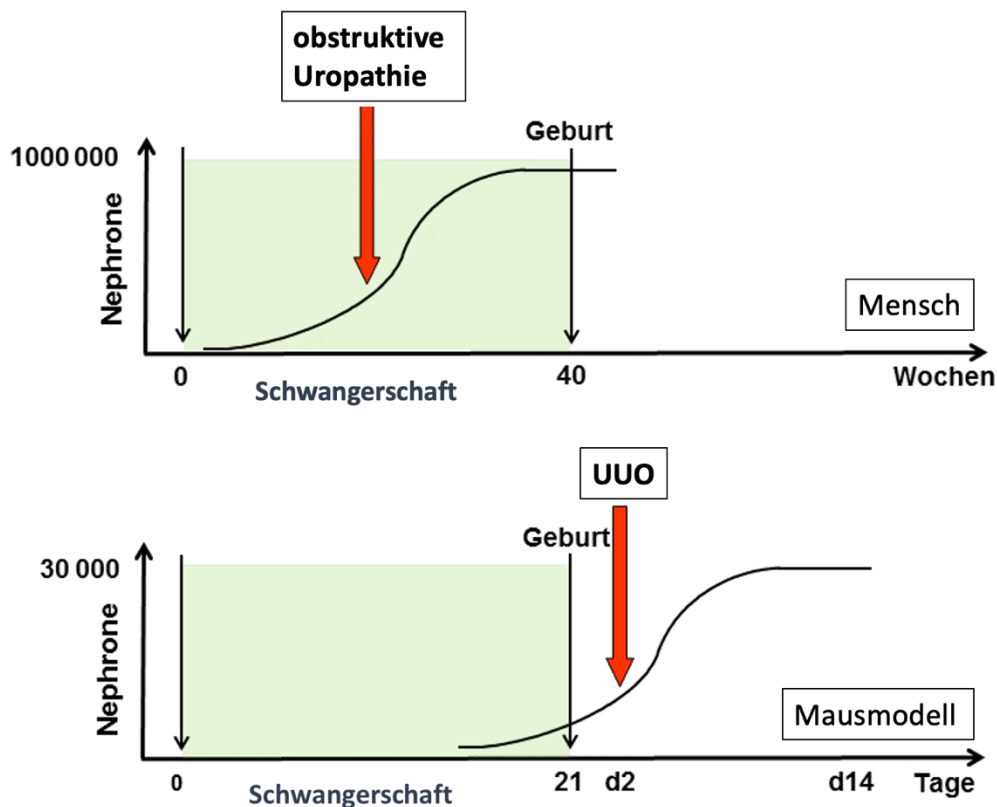 obstruktive
Uropathie
Geburt
1000 000
Nephrone
Mensch
0
40
Wochen
Schwangerschaft
UUO
Geburt
30 000
Nephrone
Mausmodell
0
21
d2
d14
Tage
Schwangerschaft